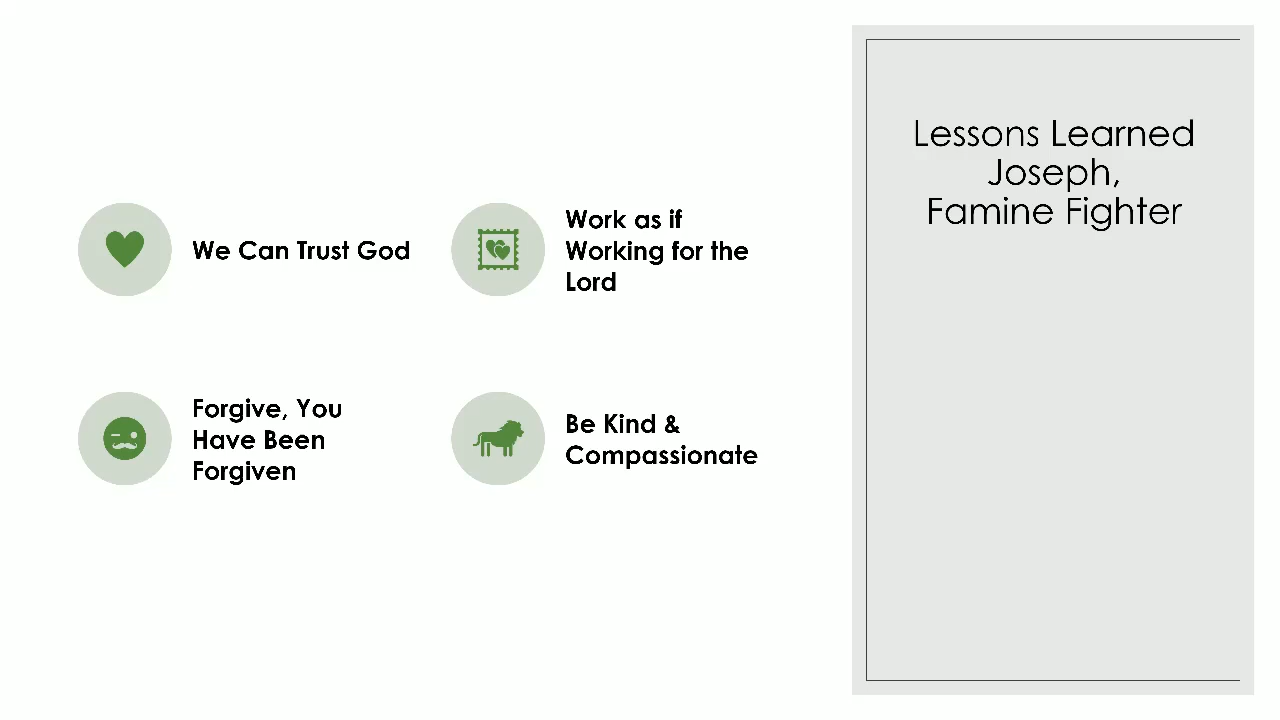 We Can Trust God
Work as if
Working for the
Lord
Forgive, You
Have Been
Forgiven
Be Kind &
Compassionate
Lessons Learned
Joseph,
Famine Fighter